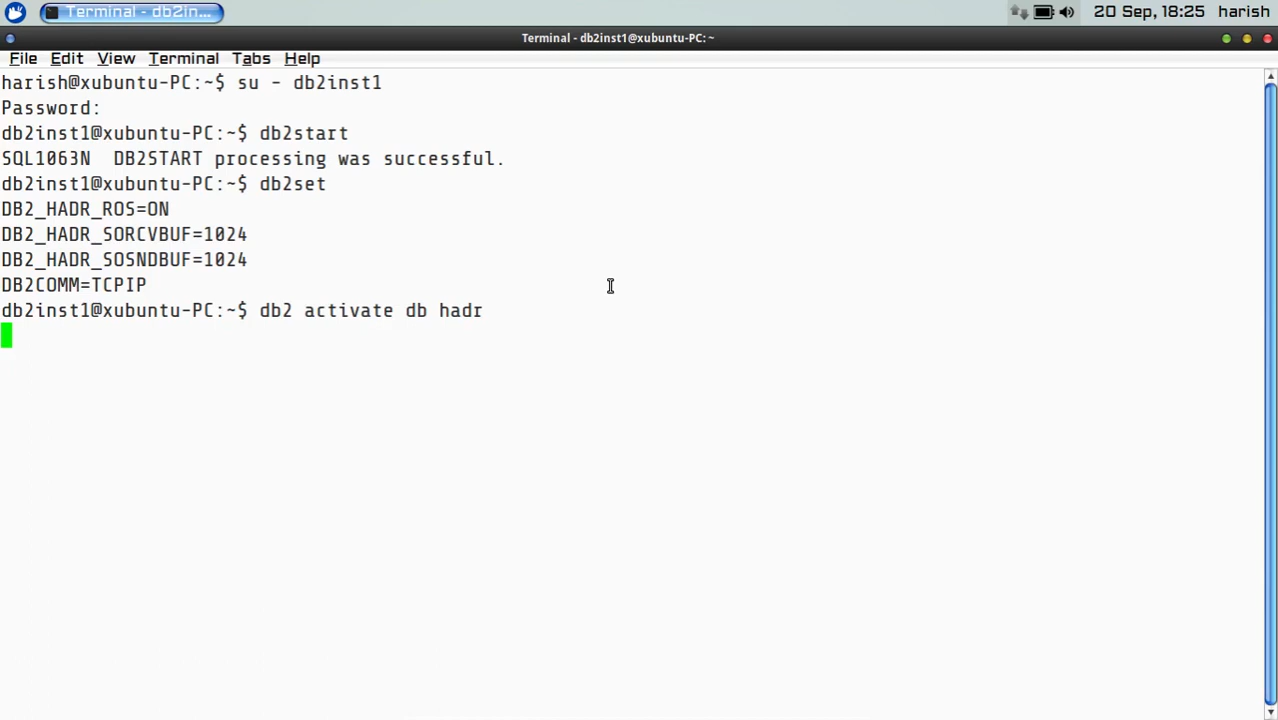 Terminal - db2in...
20 Sep, 18:25 harish
Terminal - db2inst1@xubuntu-PC: ~
File Edit View Terminal Tabs Help
harish@xubuntu-PC:~$ su - db2inst1
Password:
db2inst1@xubuntu-PC:~$ db2start
SQL1063N  DB2START processing was successful.
db2inst1@xubuntu-PC:~$ db2set
DB2_HADR_ROS=ON
DB2_HADR_SORCVBUF=1024
DB2_HADR_SOSNDBUF=1024
DB2COMM=TCPIP
db2inst1@xubuntu-PC:~$ db2 activate db hadr